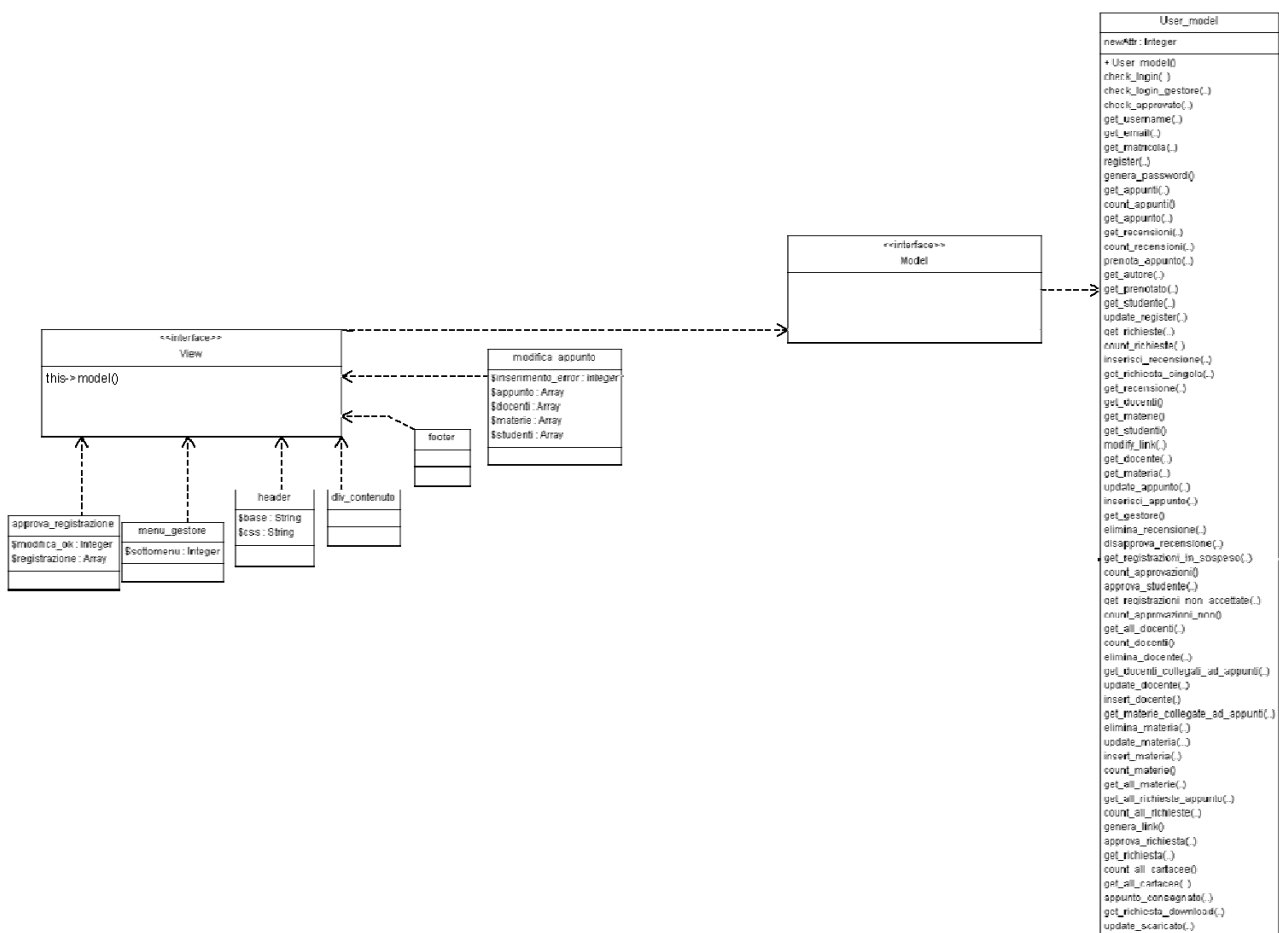 User_model
newAttr : Integer
+ User_model()
check_login(..)
check_login_gestore(..)
check_approvato(..)
get_username(..)
get_email(..)
get_matricola(..)
register(..)
genera_password()
get_appunti(..)
count_appunti()
get_appunto(..)
get_recensioni(..)
count_recensioni(..)
prenota_appunto(..)
get_autore(..)
get_prenotato(..)
get_studente(..)
update_register(..)
get_richieste(..)
count_richieste(..)
inserisci_recensione(..)
get_richiesta_singola(..)
get_recensione(..)
get_docenti()
get_materie()
get_studenti()
modify_link(..)
get_docente(..)
get_materia(..)
update_appunto(..)
inserisci_appunto(..)
get_gestore()
elimina_recensione(..)
disapprova_recensione(..)
get_registrazioni_in_sospeso(..)
count_approvazioni()
approva_studente(..)
get_registrazioni_non_accettate(..)
count_approvazioni_non()
get_all_docenti(..)
count_docenti()
elimina_docente(..)
get_docenti_collegati_ad_appunti(..)
update_docente(..)
insert_docente(..)
get_materie_collegate_ad_appunti(..)
elimina_materia(..)
update_materia(...)
insert_materia(..)
count_materie()
get_all_materie(..)
get_all_richieste_appunto(..)
count_all_richieste(..)
genera_link()
approva_richiesta(..)
get_richiesta(..)
count_all_cartacee()
get_all_cartacee(..)
appunto_consegnato(..)
get_richiesta_download(..)
update_scaricato(..)
<<interface>>
Model
<<interface>>
View
this->model()
modifica_appunto
$inserimento_error : Integer
$appunto : Array
$docenti : Array
$materie : Array
$studenti : Array
footer
header
$base : String
$css : String
div_contenuto
approva_registrazione
$modifica_ok : Integer
$registrazione : Array
menu_gestore
$sottomenu : Integer